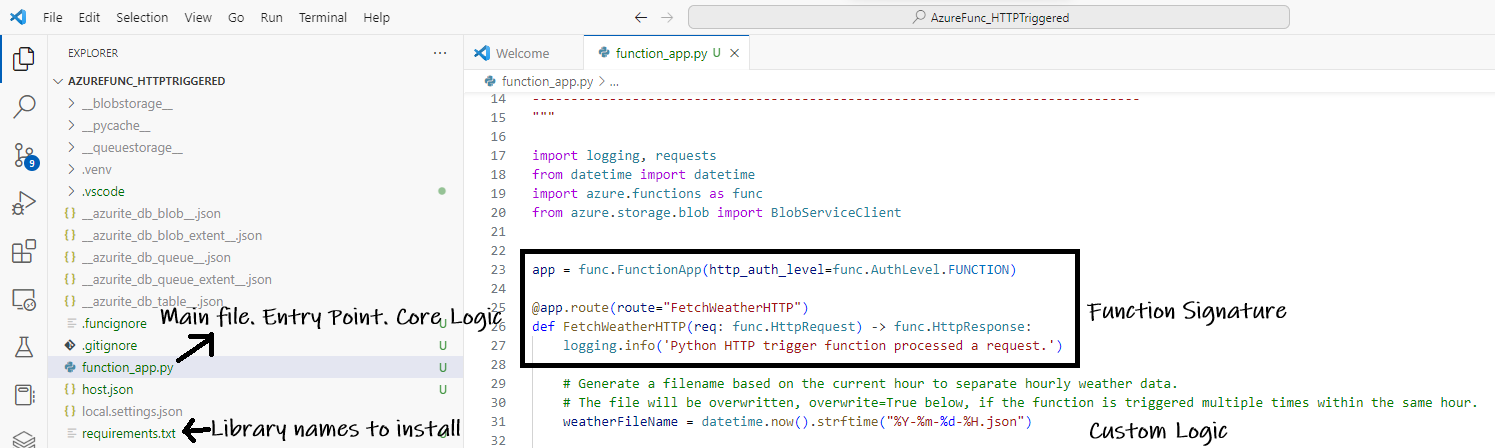 File Edit Selection View Go Run Terminal Help
AzureFunc_HTTPTriggered
EXPLORER
AZUREFUNC_HTTPTRIGGERED
__blobstorage__
__pycache__
__queuestorage__
.venv
.vscode
{} __azurite_db_blob__.json
{} __azurite_db_blob_extent__.json
{} __azurite_db_queue__.json
{} __azurite_db_queue_extent__.json
{} __azurite_db_table__.json
.funcignore U
.gitignore U
function_app.py U
{} host.json U
{} local.settings.json
requirements.txt U
9
Main file. Entry Point. Core Logic
Library names to install
Welcome
function_app.py U
function_app.py > ...
14 -------------------------------------------------------------------------------
15 """
16
17 import logging, requests
18 from datetime import datetime
19 import azure.functions as func
20 from azure.storage.blob import BlobServiceClient
21
22
23 app = func.FunctionApp(http_auth_level=func.AuthLevel.FUNCTION)
24
25 @app.route(route="FetchWeatherHTTP")
26 def FetchWeatherHTTP(req: func.HttpRequest) -> func.HttpResponse:
27 logging.info('Python HTTP trigger function processed a request.')
28
29 # Generate a filename based on the current hour to separate hourly weather data.
30 # The file will be overwritten, overwrite=True below, if the function is triggered multiple times within the same hour.
31 weatherFileName = datetime.now().strftime("%Y-%m-%d-%H.json")
32
Function Signature
Custom Logic